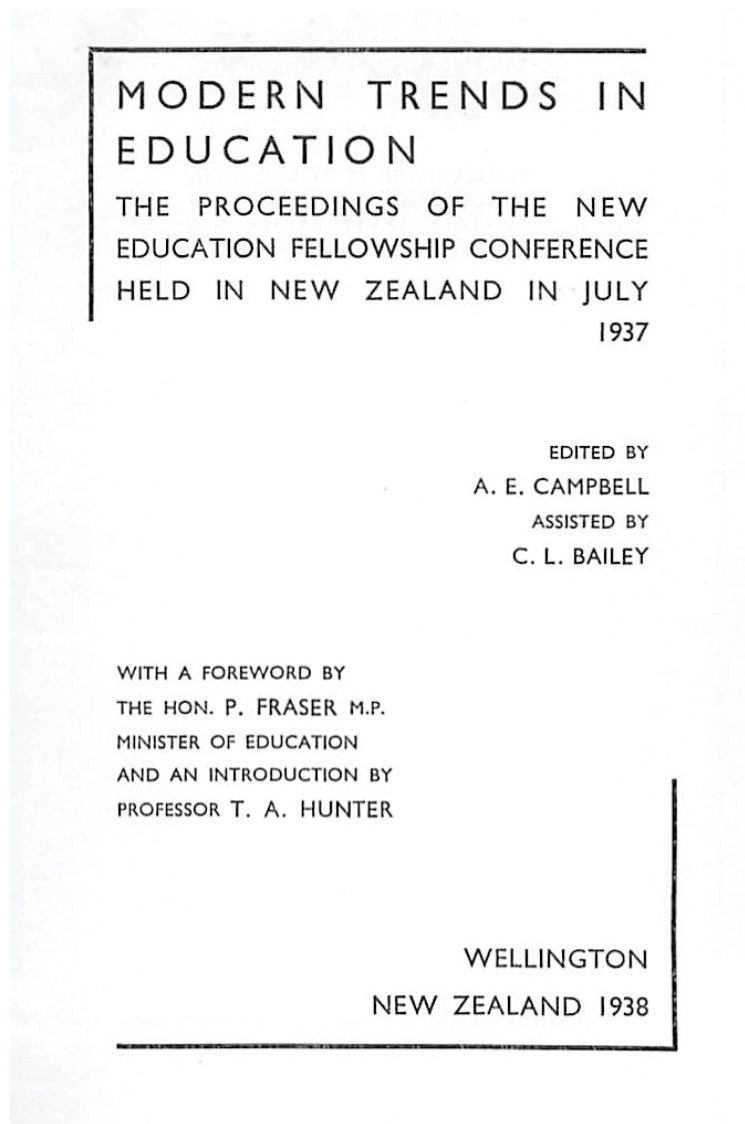 MODERN TRENDS IN
EDUCATION
THE PROCEEDINGS OF THE NEW
EDUCATION FELLOWSHIP CONFERENCE
HELD IN NEW ZEALAND IN JULY
1937
EDITED BY
A. E. CAMPBELL
ASSISTED BY
C. L. BAILEY
WITH A FOREWORD BY
THE HON. P. FRASER M.P.
MINISTER OF EDUCATION
AND AN INTRODUCTION BY
PROFESSOR T. A. HUNTER
WELLINGTON
NEW ZEALAND 1938